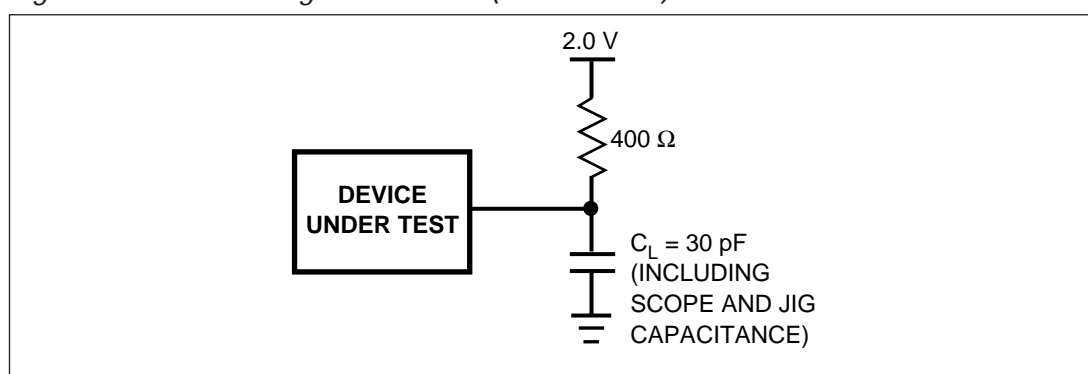 2.0 V
400 Ω
DEVICE
UNDER TEST
C_L = 30 pF
(INCLUDING
SCOPE AND JIG
CAPACITANCE)